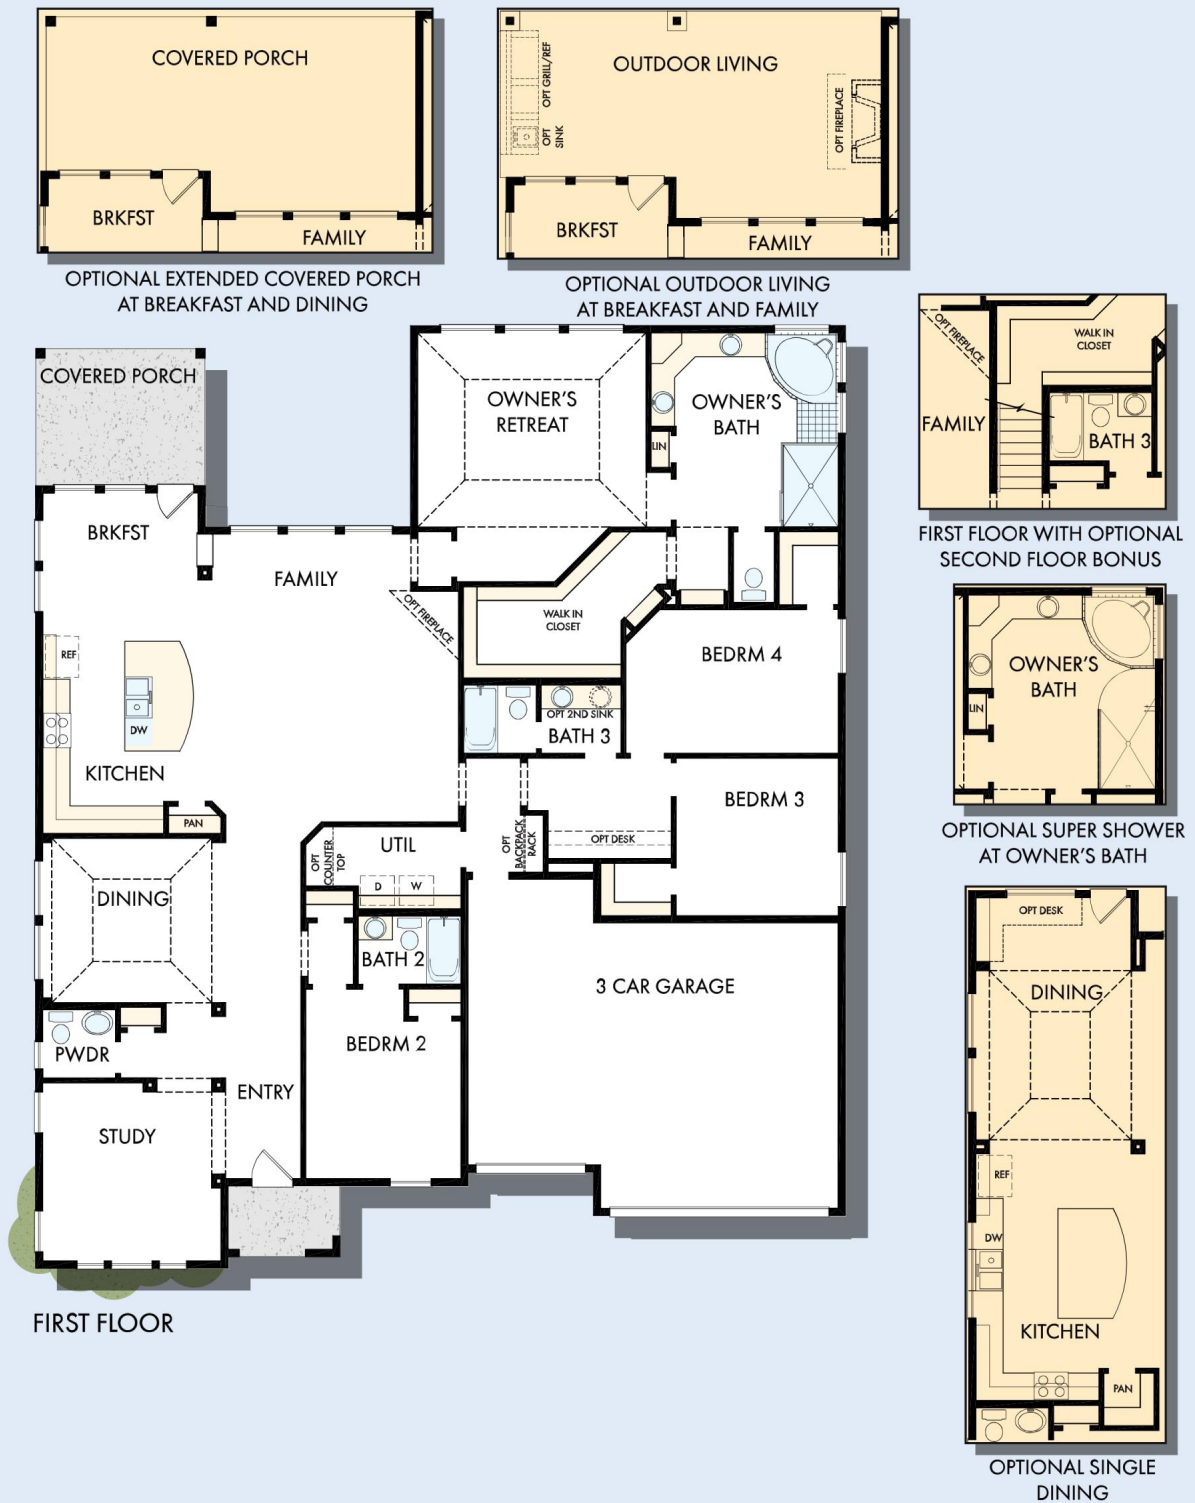 COVERED PORCH
BRKFST
FAMILY
OPTIONAL EXTENDED COVERED PORCH
AT BREAKFAST AND DINING
OUTDOOR LIVING
OPT GRILL/REF
OPT
SINK
OPT FIREPLACE
BRKFST
FAMILY
OPTIONAL OUTDOOR LIVING
AT BREAKFAST AND FAMILY
OPT FIREPLACE
WALK IN
CLOSET
FAMILY
BATH 3
FIRST FLOOR WITH OPTIONAL
SECOND FLOOR BONUS
OWNER'S
BATH
LIN
OPTIONAL SUPER SHOWER
AT OWNER'S BATH
OPT DESK
DINING
REF
DW
KITCHEN
PAN
OPTIONAL SINGLE
DINING
COVERED PORCH
OWNER'S
RETREAT
OWNER'S
BATH
LIN
BRKFST
FAMILY
OPT FIREPLACE
WALK IN
CLOSET
BEDRM 4
REF
DW
OPT 2ND SINK
BATH 3
KITCHEN
PAN
BEDRM 3
OPT
COUNTER
TOP
UTIL
D
W
OPT
BACKPACK
RACK
OPT DESK
DINING
BATH 2
3 CAR GARAGE
PWDR
BEDRM 2
ENTRY
STUDY
FIRST FLOOR